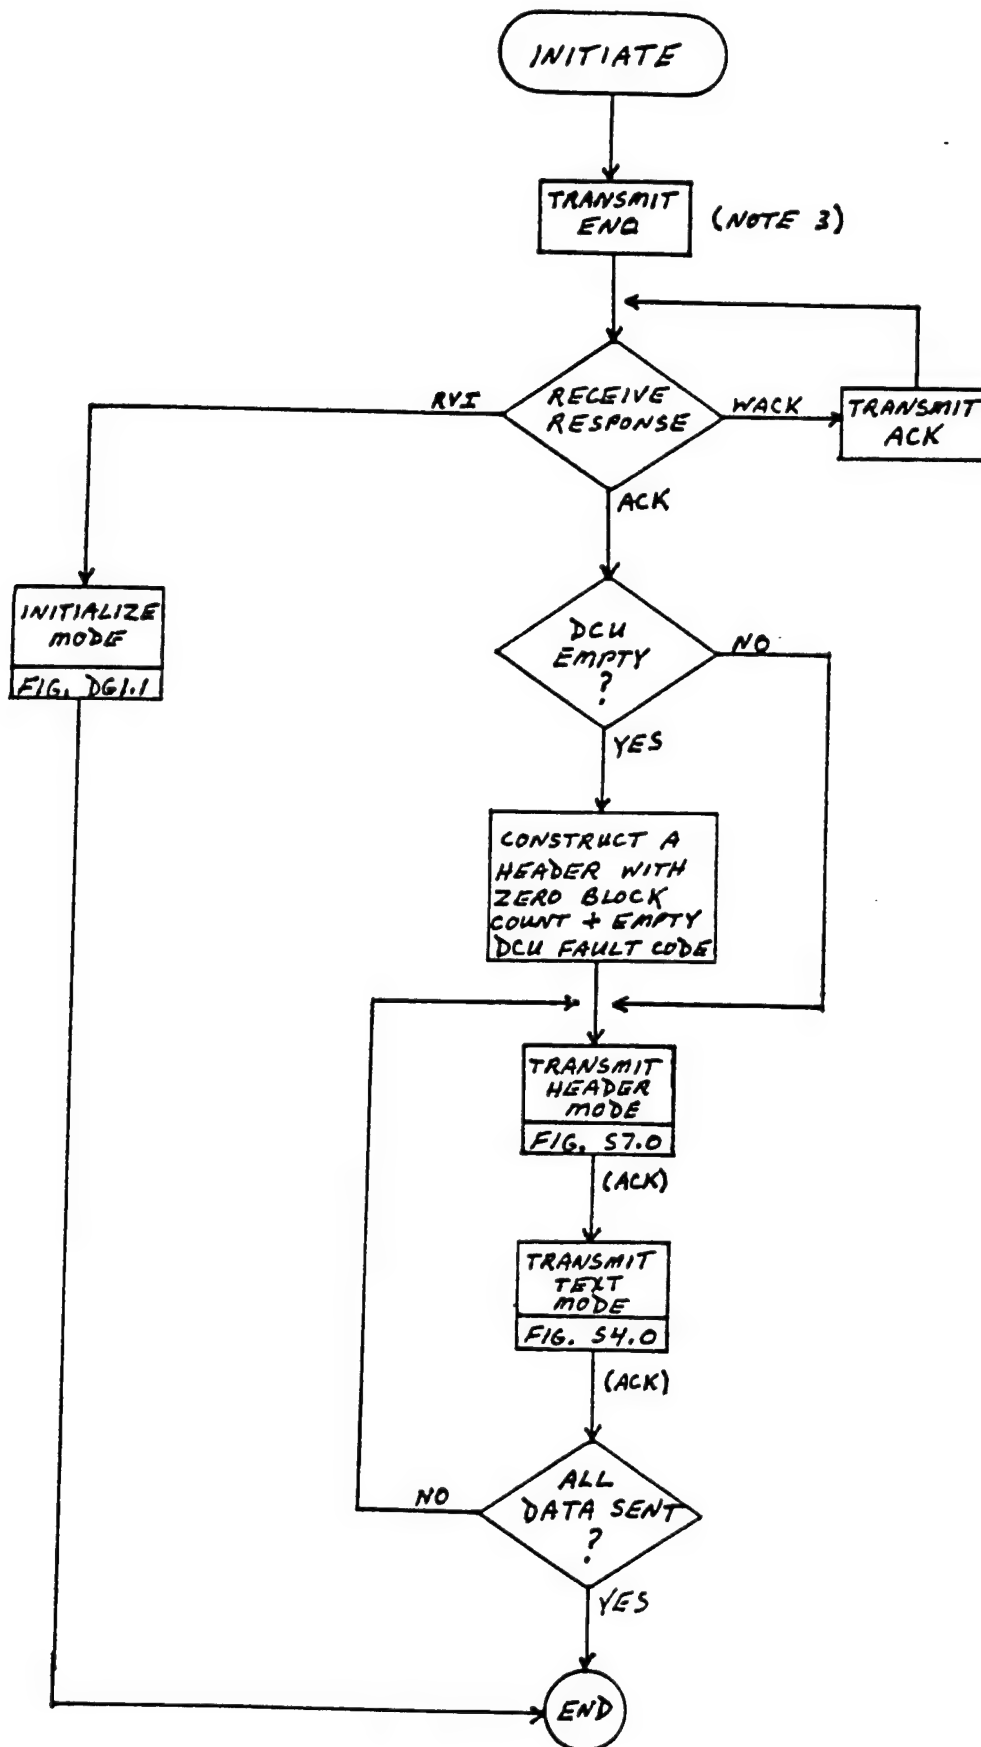 INITIATE
TRANSMIT
ENQ
(NOTE 3)
RVI
RECEIVE
RESPONSE
WACK
TRANSMIT
ACK
ACK
INITIALIZE
MODE
FIG. DG1.1
DCU
EMPTY
?
NO
YES
CONSTRUCT A
HEADER WITH
ZERO BLOCK
COUNT + EMPTY
DCU FAULT CODE
TRANSMIT
HEADER
MODE
FIG. S7.0
(ACK)
TRANSMIT
TEXT
MODE
FIG. S4.0
(ACK)
NO
ALL
DATA SENT
?
YES
END